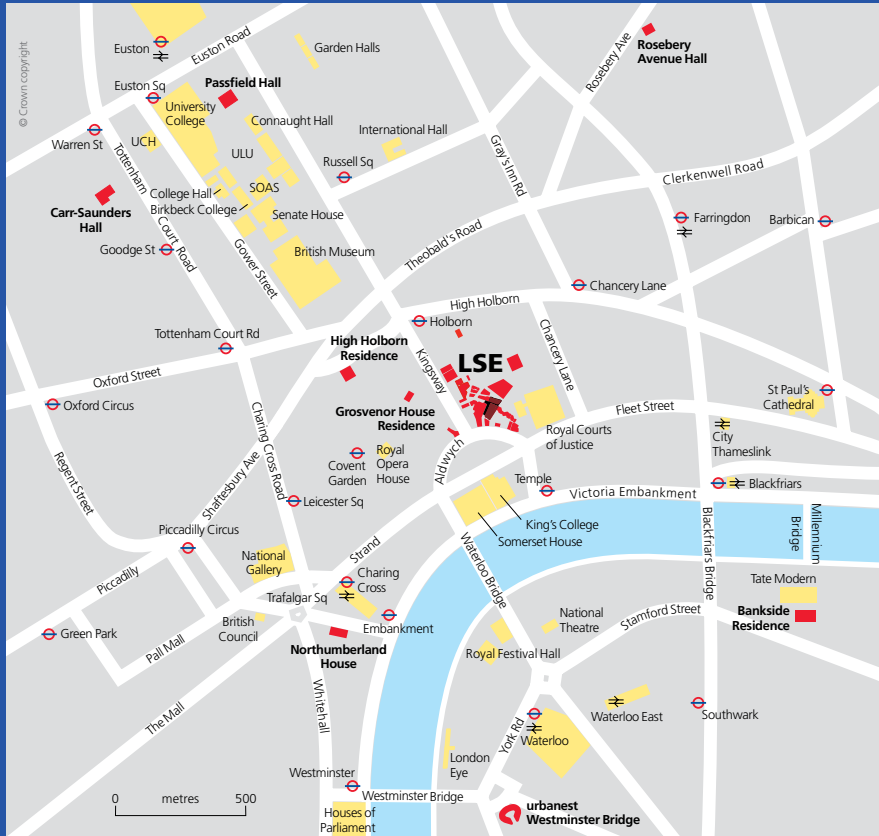 © Crown copyright
Euston
Euston Road
Garden Halls
Rosebery Ave
Rosebery
Avenue Hall
Euston Sq
Passfield Hall
University
College
Connaught Hall
International Hall
Warren St
UCH
ULU
Russell Sq
Gray's Inn Rd
Clerkenwell Road
Tottenham
Court Road
College Hall
SOAS
Birkbeck College
Senate House
Carr-Saunders
Hall
Farringdon
Barbican
Goodge St
Gower Street
British Museum
Theobald's Road
Chancery Lane
High Holborn
Holborn
Tottenham Court Rd
High Holborn
Residence
Kingsway
LSE
Chancery Lane
Oxford Street
Oxford Circus
St Paul's
Cathedral
Grosvenor House
Residence
Fleet Street
Charing Cross Road
Royal Courts
of Justice
City
Thameslink
Regent Street
Shaftesbury Ave
Covent
Garden
Royal
Opera
House
Aldwych
Temple
Blackfriars
Victoria Embankment
Leicester Sq
King's College
Somerset House
Blackfriars Bridge
Millennium
Bridge
Piccadilly Circus
Strand
National
Gallery
Waterloo Bridge
Piccadilly
Charing
Cross
Trafalgar Sq
Tate Modern
Green Park
Pall Mall
British
Council
Embankment
National
Theatre
Stamford Street
Bankside
Residence
Northumberland
House
Royal Festival Hall
The Mall
Whitehall
York Rd
Waterloo
Waterloo East
Southwark
London
Eye
Westminster
Westminster Bridge
0 metres 500
Houses of
Parliament
urbanest
Westminster Bridge